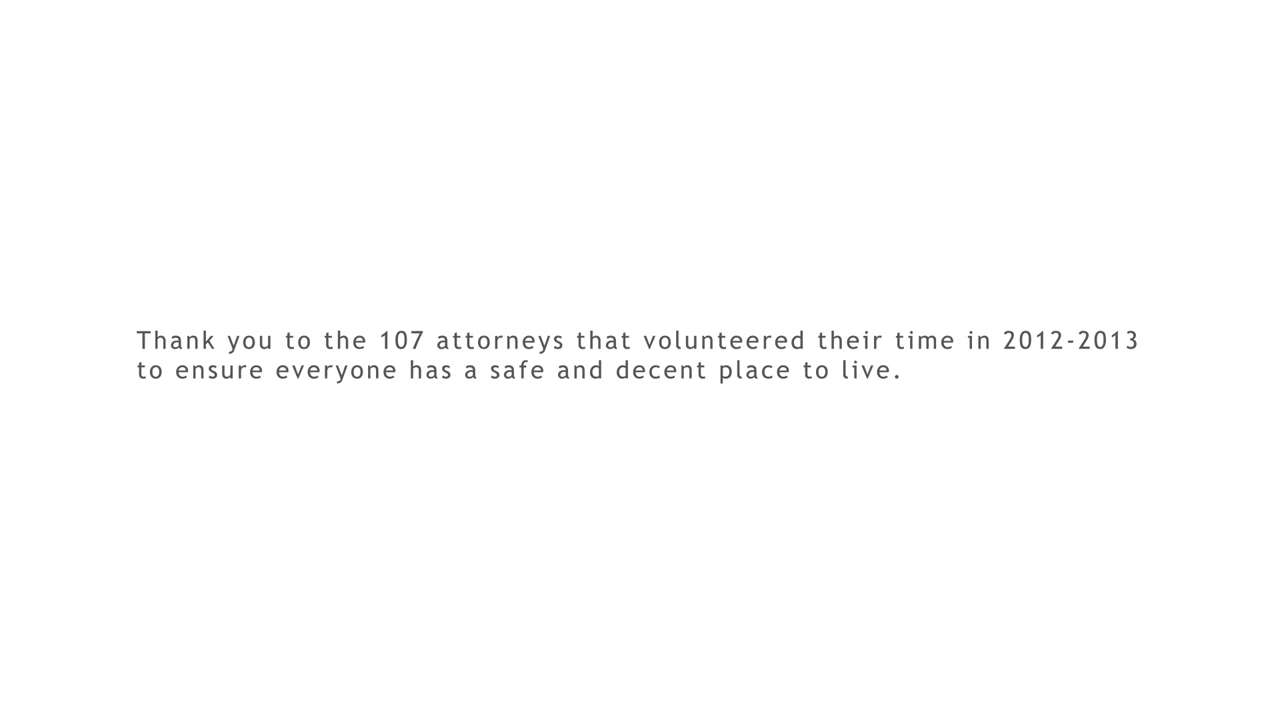 Thank you to the 107 attorneys that volunteered their time in 2012-2013
to ensure everyone has a safe and decent place to live.